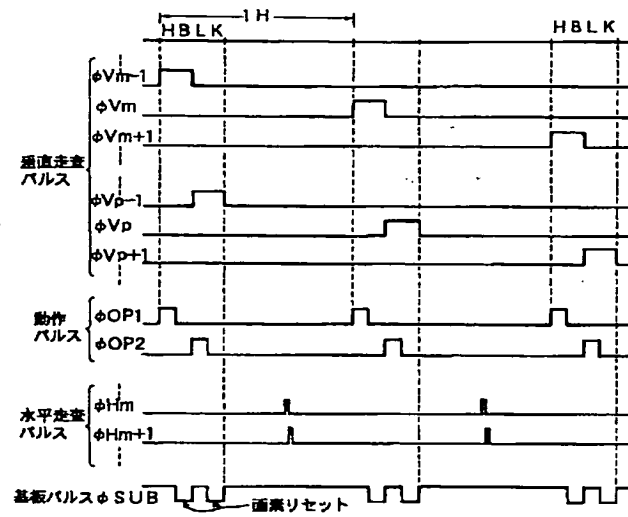 1H
HBLK
HBLK
φVm-1
φVm
φVm+1
垂直走査
パルス
φVp-1
φVp
φVp+1
動作
パルス
φOP1
φOP2
水平走査
パルス
φHm
φHm+1
基板パルスφSUB
画素リセット